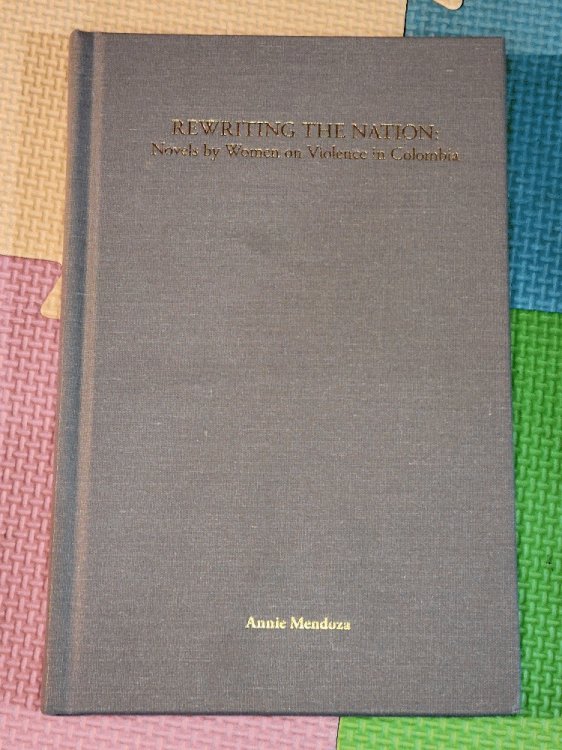 REWRITING THE NATION:
Novels by Women on Violence in Colombia
Annie Mendoza